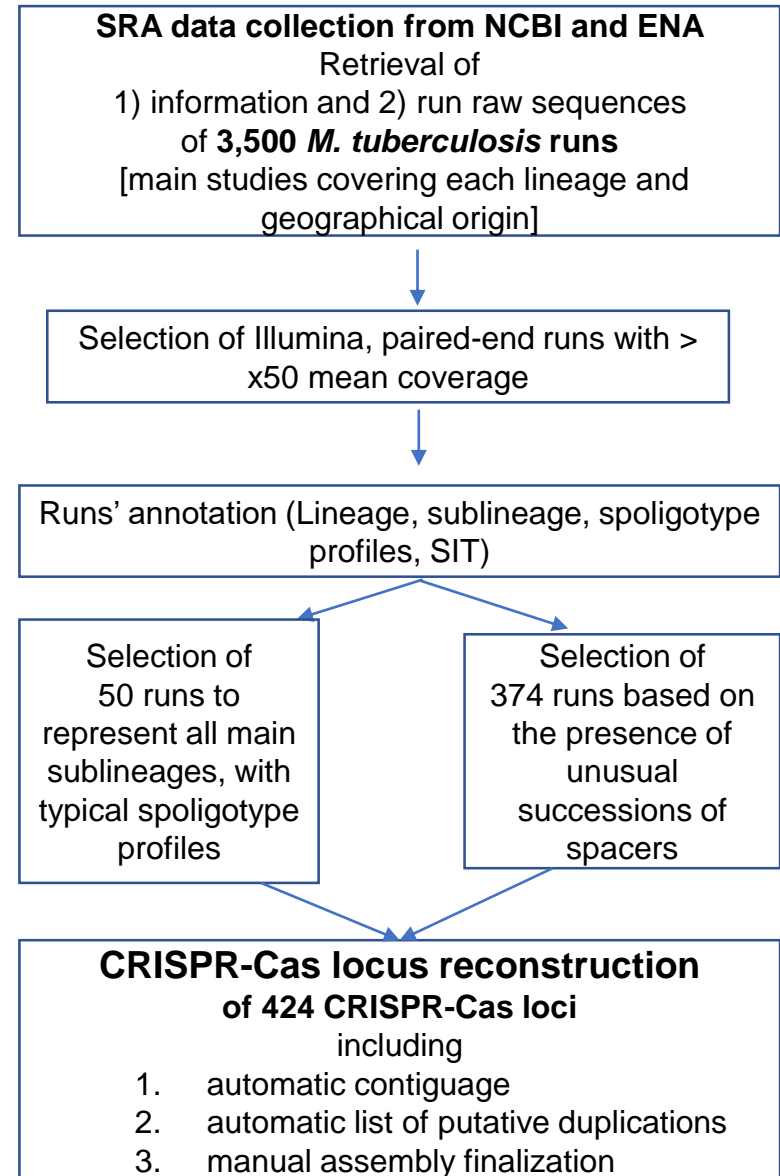 SRA data collection from NCBI and ENA
Retrieval of
1) information and 2) run raw sequences
of 3,500 M. tuberculosis runs
[main studies covering each lineage and
geographical origin]
Selection of Illumina, paired-end runs with >
x50 mean coverage
Runs’ annotation (Lineage, sublineage, spoligotype
profiles, SIT)
Selection of
50 runs to
represent all main
sublineages, with
typical spoligotype
profiles
Selection of
374 runs based on
the presence of
unusual
successions of
spacers
CRISPR-Cas locus reconstruction
of 424 CRISPR-Cas loci
including
1. automatic contiguage
2. automatic list of putative duplications
3. manual assembly finalization